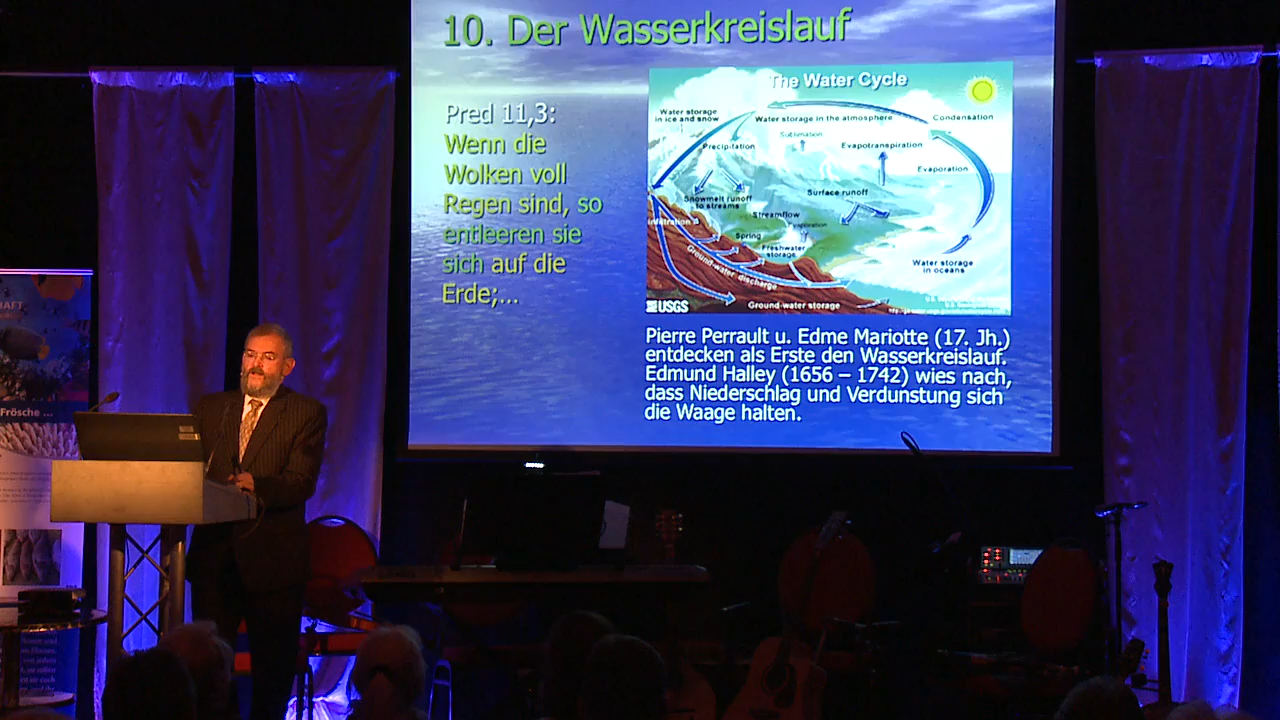 10. Der Wasserkreislauf
Pred 11,3:
Wenn die
Wolken voll
Regen sind, so
entleeren sie
sich auf die
Erde;...
The Water Cycle
Water storage
in ice and snow
Water storage in the atmosphere
Condensation
Sublimation
Precipitation
Evapotranspiration
Evaporation
Surface runoff
Snowmelt runoff
to streams
Streamflow
Evaporation
Spring
Freshwater
storage
Water storage
in oceans
Ground-water discharge
Ground-water storage
USGS
Pierre Perrault u. Edme Mariotte (17. Jh.)
entdecken als Erste den Wasserkreislauf.
Edmund Halley (1656 – 1742) wies nach,
dass Niederschlag und Verdunstung sich
die Waage halten.
Frösche ...